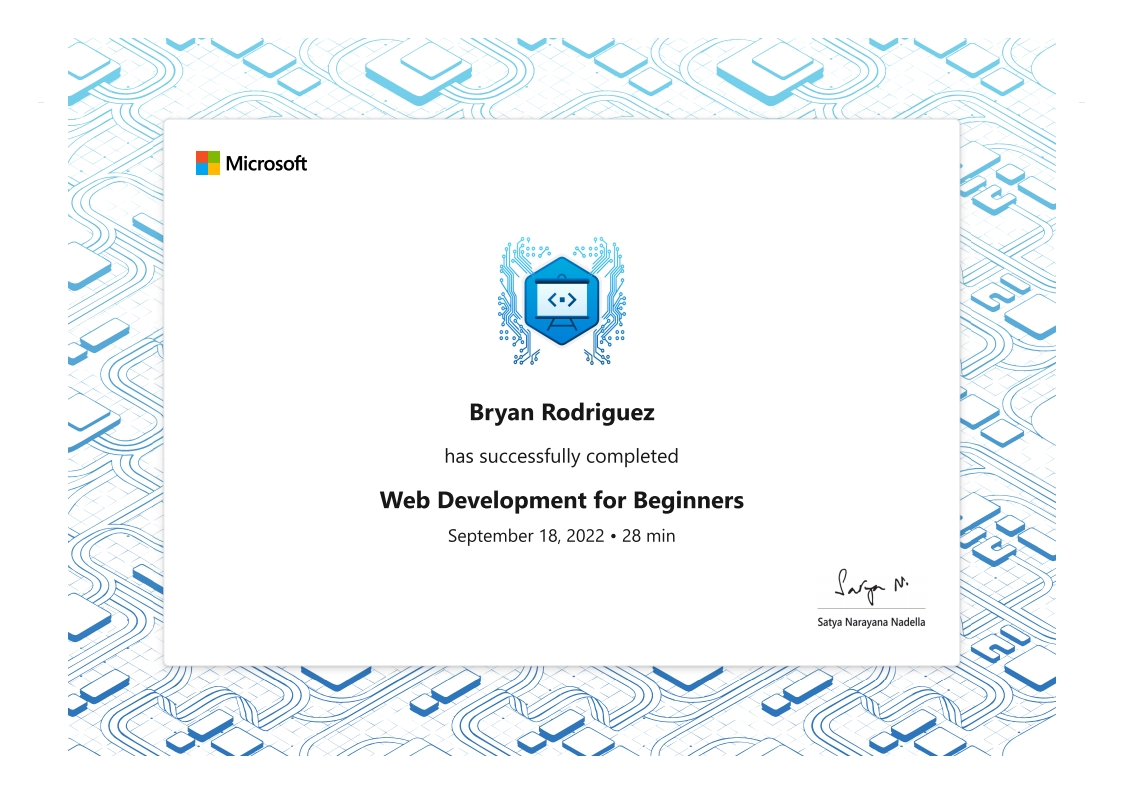 Microsoft
Bryan Rodriguez
has successfully completed
Web Development for Beginners
September 18, 2022 • 28 min
Satya N.
Satya Narayana Nadella